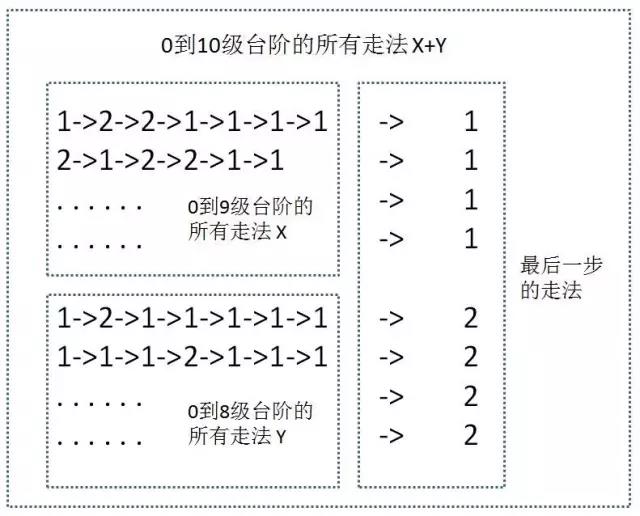 0到10级台阶的所有走法 X+Y
1->2->2->1->1->1->1
2->1->2->2->1->1
. . . . . .
. . . . . .
0到9级台阶的
所有走法 X
-> 1
-> 1
-> 1
-> 1
1->2->1->1->1->1->1
1->1->1->2->1->1->1
. . . . . .
. . . . . .
0到8级台阶的
所有走法 Y
-> 2
-> 2
-> 2
-> 2
最后一步
的走法